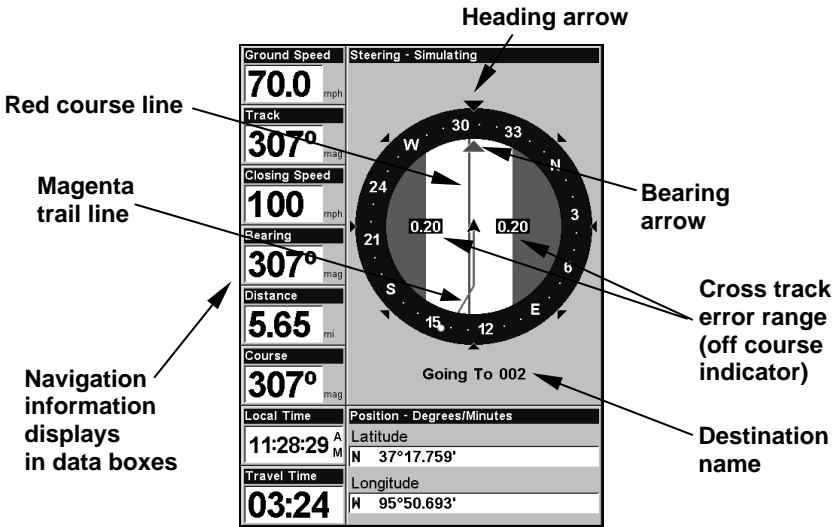 Heading arrow
Red course line
Magenta
trail line
Navigation
information
displays
in data boxes
Ground Speed
70.0 mph
Track
307º mag
Closing Speed
100 mph
Bearing
307º mag
Distance
5.65 mi
Course
307º mag
Local Time
11:28:29 AM
Travel Time
03:24
Steering - Simulating
30
33
N
3
6
E
12
15
S
21
24
W
0.20
0.20
Going To 002
Position - Degrees/Minutes
Latitude
N 37°17.759'
Longitude
W 95°50.693'
Bearing
arrow
Cross track
error range
(off course
indicator)
Destination
name